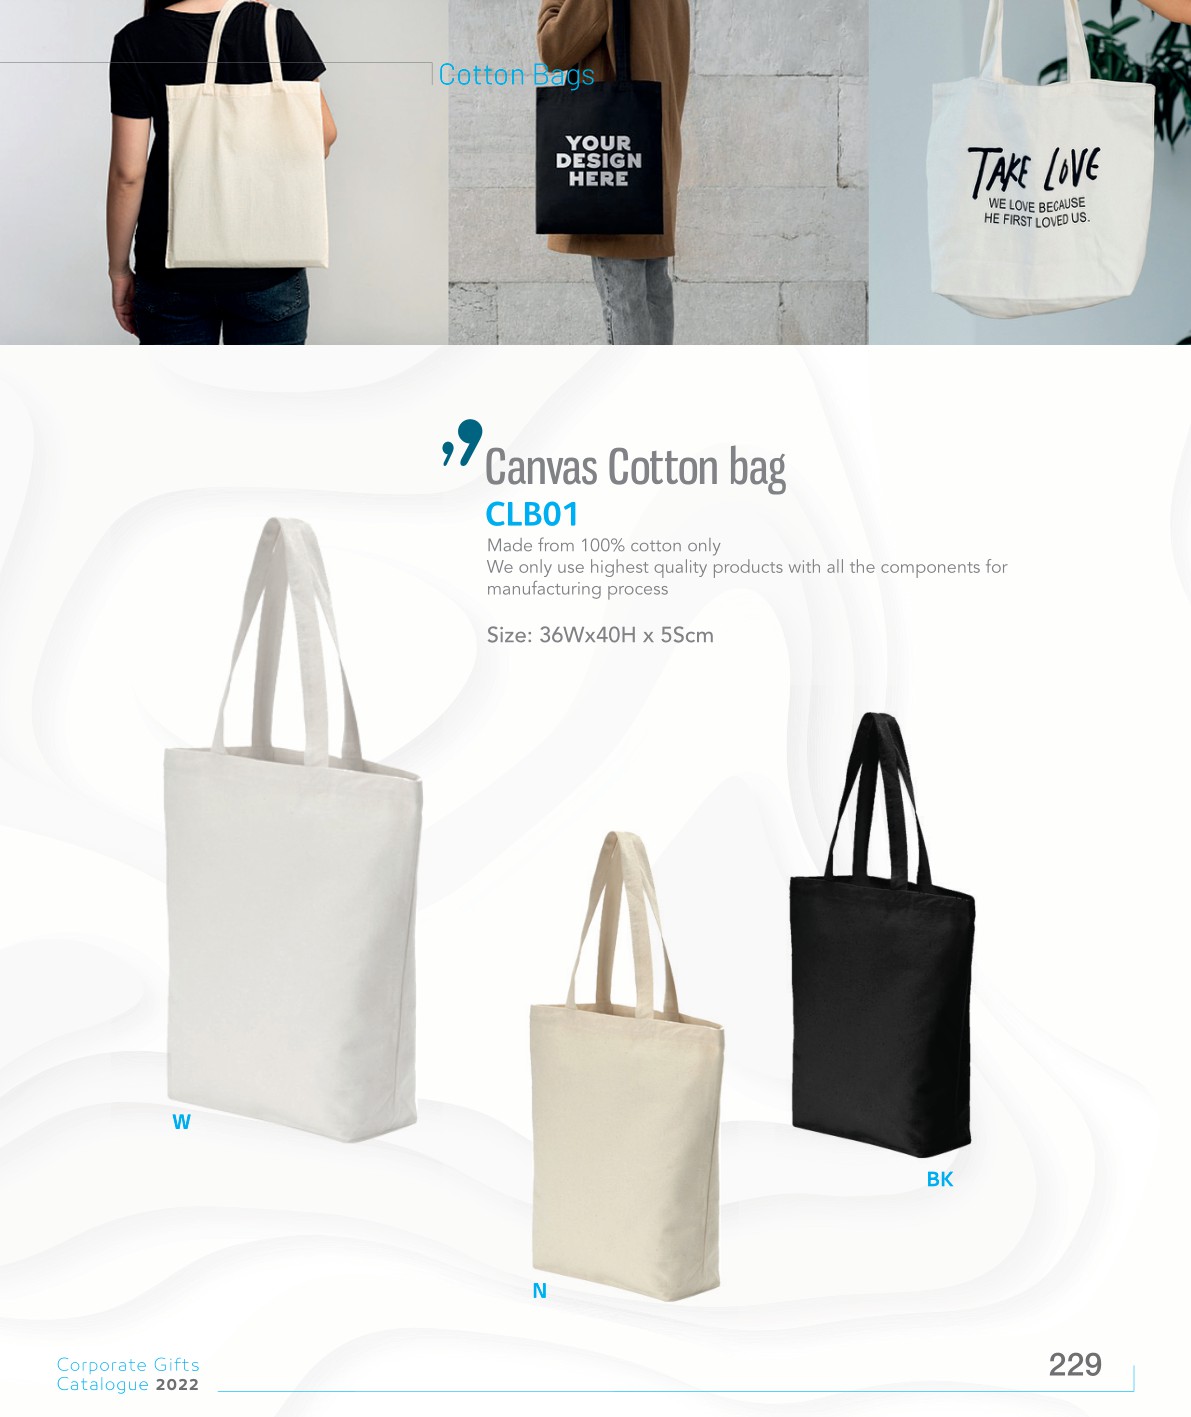 Cotton Bags
YOUR
DESIGN
HERE
TAKE LOVE
WE LOVE BECAUSE
HE FIRST LOVED US.
Canvas Cotton bag
CLB01
Made from 100% cotton only
We only use highest quality products with all the components for
manufacturing process
Size: 36Wx40H x 5Scm
W
BK
N
Corporate Gifts
Catalogue 2022
229